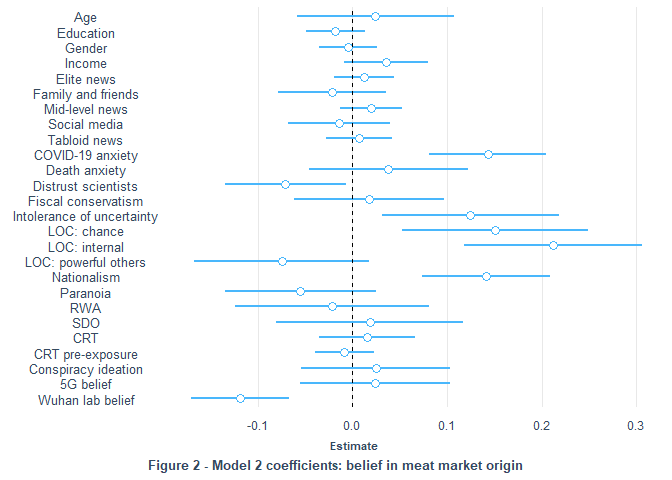 Age
Education
Gender
Income
Elite news
Family and friends
Mid-level news
Social media
Tabloid news
COVID-19 anxiety
Death anxiety
Distrust scientists
Fiscal conservatism
Intolerance of uncertainty
LOC: chance
LOC: internal
LOC: powerful others
Nationalism
Paranoia
RWA
SDO
CRT
CRT pre-exposure
Conspiracy ideation
5G belief
Wuhan lab belief
-0.1 0.0 0.1 0.2 0.3
Estimate
Figure 2 - Model 2 coefficients: belief in meat market origin